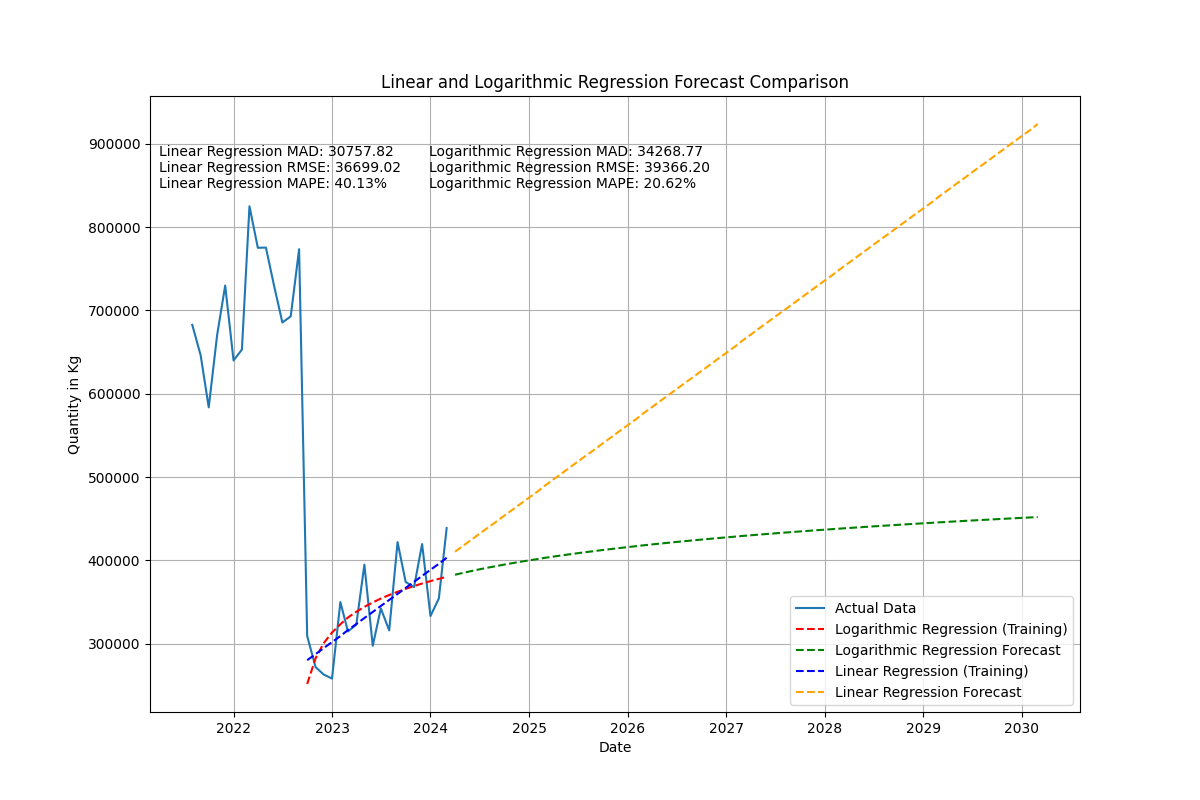 Linear and Logarithmic Regression Forecast Comparison
Linear Regression MAD: 30757.82
Linear Regression RMSE: 36699.02
Linear Regression MAPE: 40.13%
Logarithmic Regression MAD: 34268.77
Logarithmic Regression RMSE: 39366.20
Logarithmic Regression MAPE: 20.62%
Quantity in Kg
900000
800000
700000
600000
500000
400000
300000
Actual Data
Logarithmic Regression (Training)
Logarithmic Regression Forecast
Linear Regression (Training)
Linear Regression Forecast
2022 2023 2024 2025 2026 2027 2028 2029 2030
Date